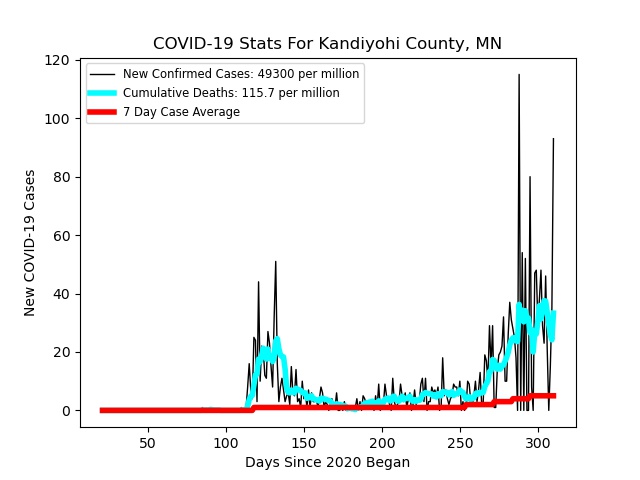 COVID-19 Stats For Kandiyohi County, MN
New Confirmed Cases: 49300 per million
Cumulative Deaths: 115.7 per million
7 Day Case Average
New COVID-19 Cases
120
100
80
60
40
20
0
50 100 150 200 250 300
Days Since 2020 Began